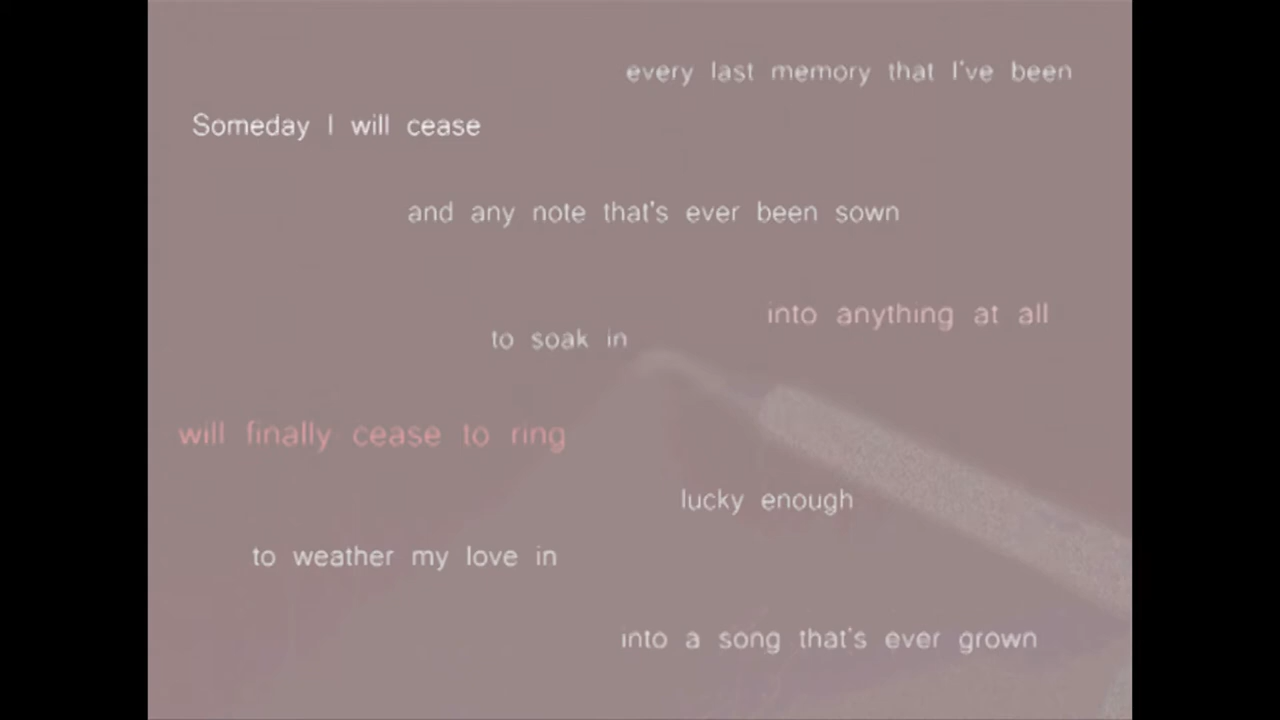 every last memory that I've been
Someday I will cease
and any note that's ever been sown
into anything at all
to soak in
will finally cease to ring
lucky enough
to weather my love in
into a song that's ever grown